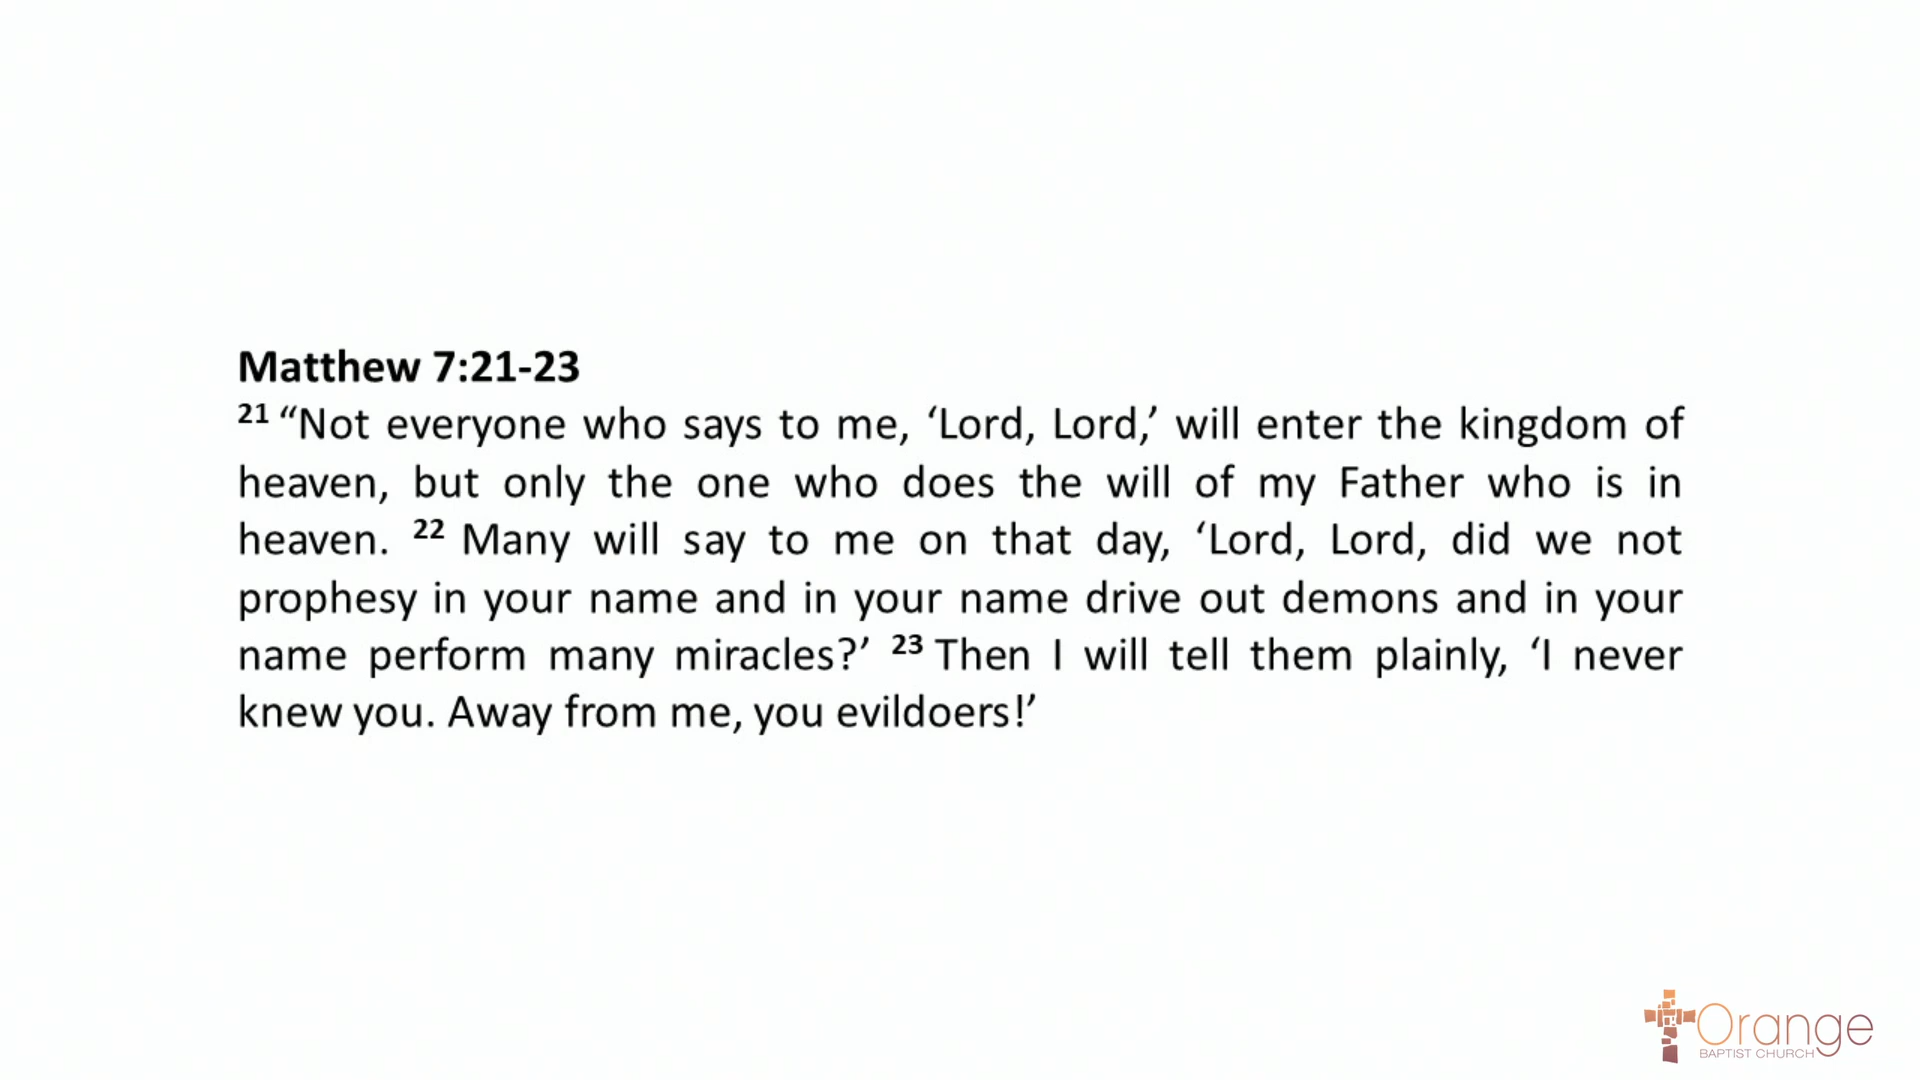 Matthew 7:21-23
21 “Not everyone who says to me, ‘Lord, Lord,’ will enter the kingdom of
heaven, but only the one who does the will of my Father who is in
heaven. 22 Many will say to me on that day, ‘Lord, Lord, did we not
prophesy in your name and in your name drive out demons and in your
name perform many miracles?’ 23 Then I will tell them plainly, ‘I never
knew you. Away from me, you evildoers!’
Orange
BAPTIST CHURCH